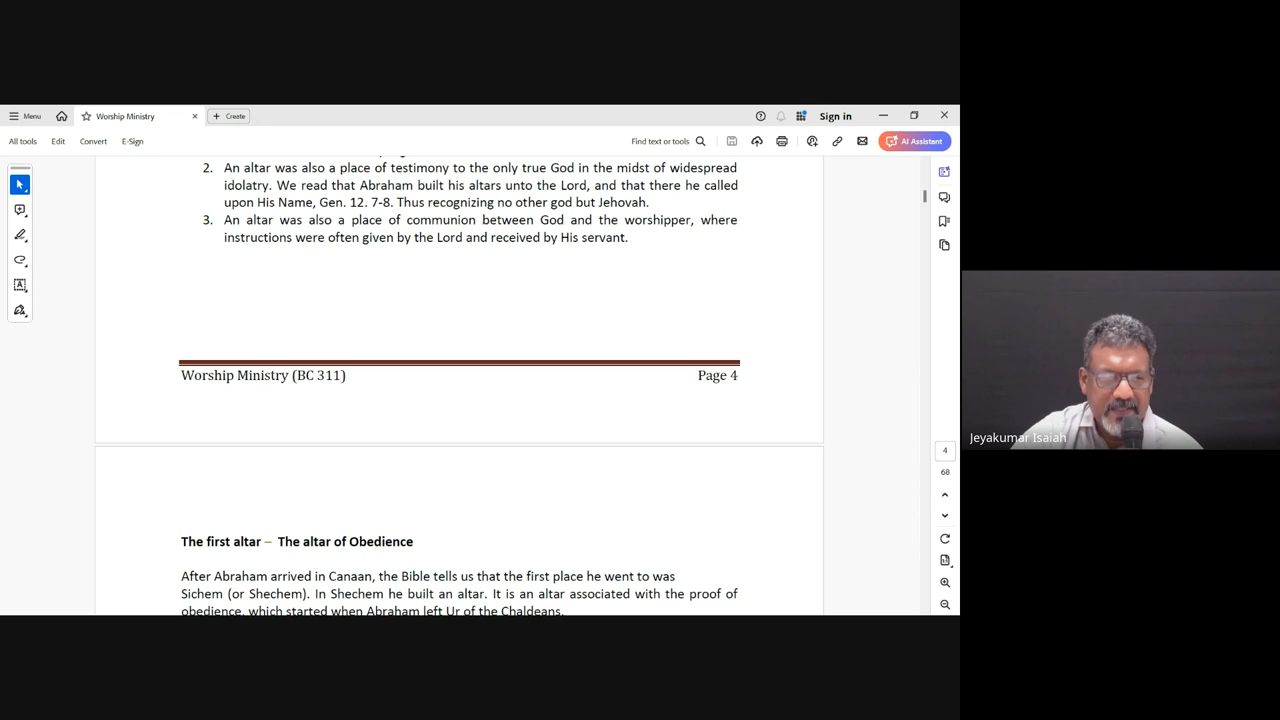 Menu
Worship Ministry
Create
Sign in
All tools
Edit
Convert
E-Sign
Find text or tools
AI Assistant
2. An altar was also a place of testimony to the only true God in the midst of widespread
idolatry. We read that Abraham built his altars unto the Lord, and that there he called
upon His Name, Gen. 12. 7-8. Thus recognizing no other god but Jehovah.
3. An altar was also a place of communion between God and the worshipper, where
instructions were often given by the Lord and received by His servant.
Worship Ministry (BC 311)
Page 4
The first altar – The altar of Obedience
After Abraham arrived in Canaan, the Bible tells us that the first place he went to was
Sichem (or Shechem). In Shechem he built an altar. It is an altar associated with the proof of
obedience, which started when Abraham left Ur of the Chaldeans.
4
68
Jeyakumar Isaiah